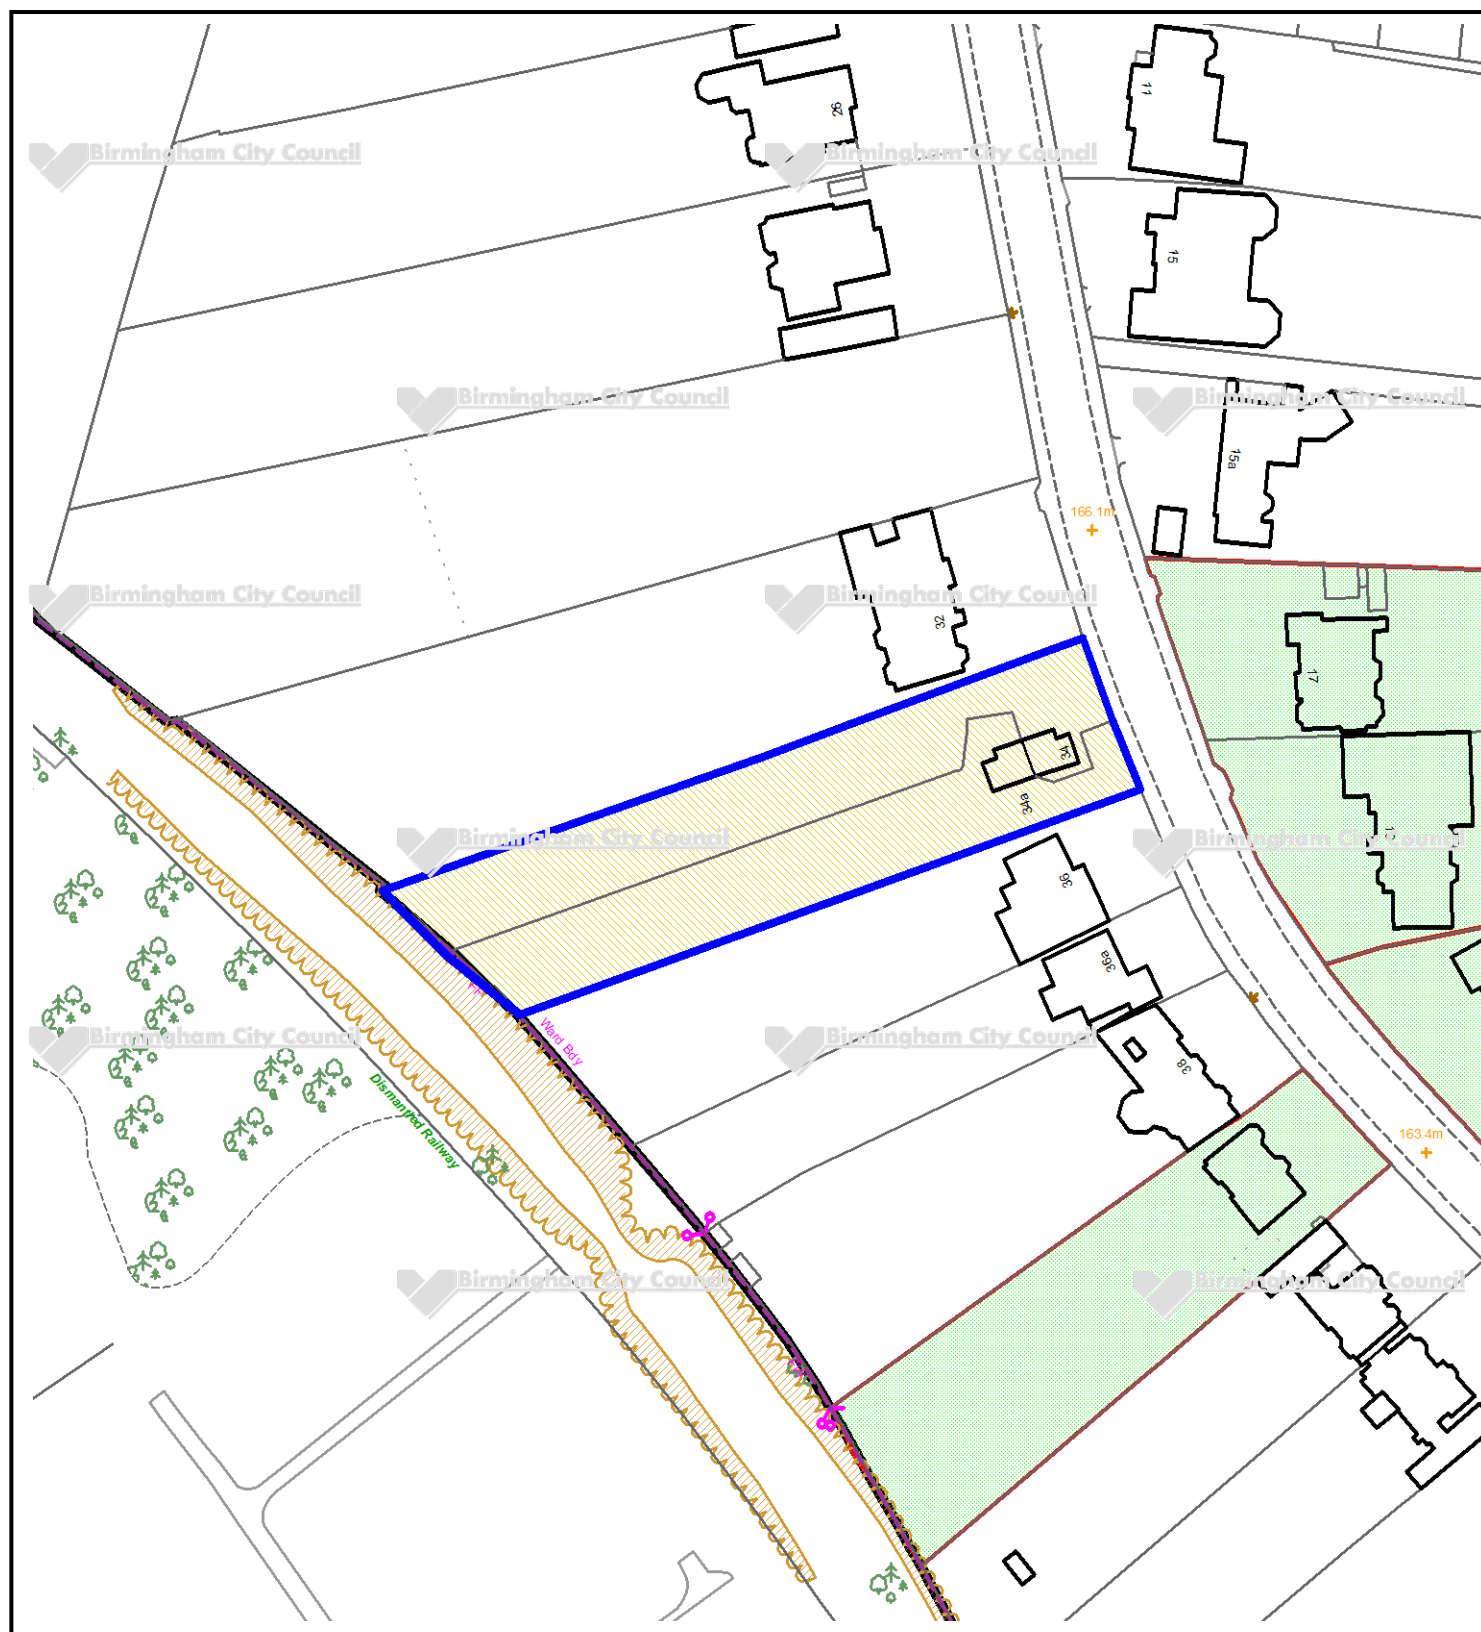 26
11
Birmingham City Council
Birmingham City Council
15
Birmingham City Council
Birmingham City Council
15a
166.1m
Birmingham City Council
Birmingham City Council
32
17
34
34a
Birmingham City Council
Birmingham City Council
36
36a
Ward Bdy
Birmingham City Council
Birmingham City Council
38
Dismantled Railway
163.4m
Birmingham City Council
Birmingham City Council